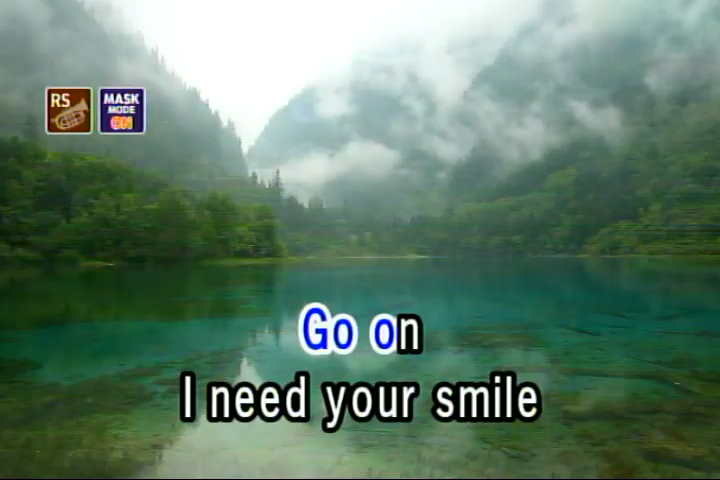 RS
MASK
MODE
ON
Go on
I need your smile